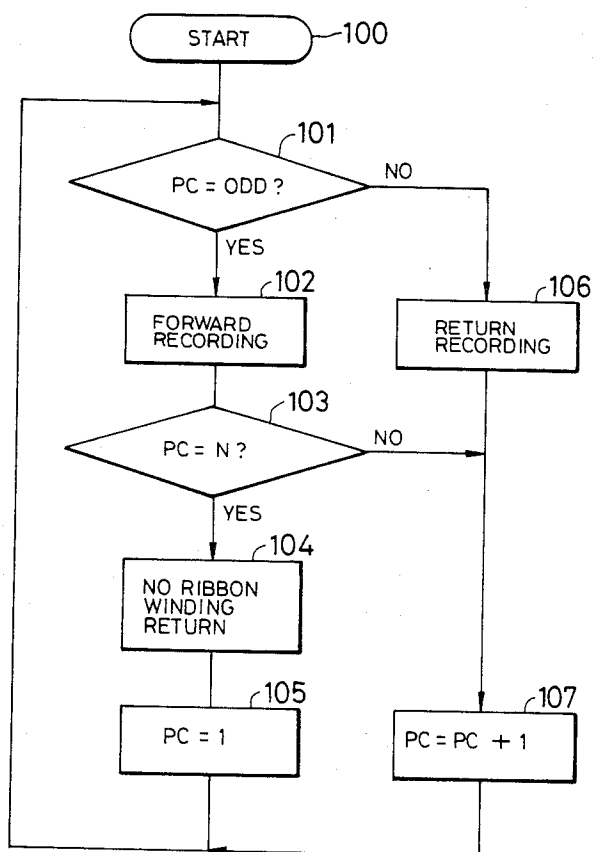 START
100
101
PC = ODD ?
NO
YES
102
FORWARD
RECORDING
106
RETURN
RECORDING
103
PC = N ?
NO
YES
104
NO RIBBON
WINDING
RETURN
105
PC = 1
107
PC = PC + 1